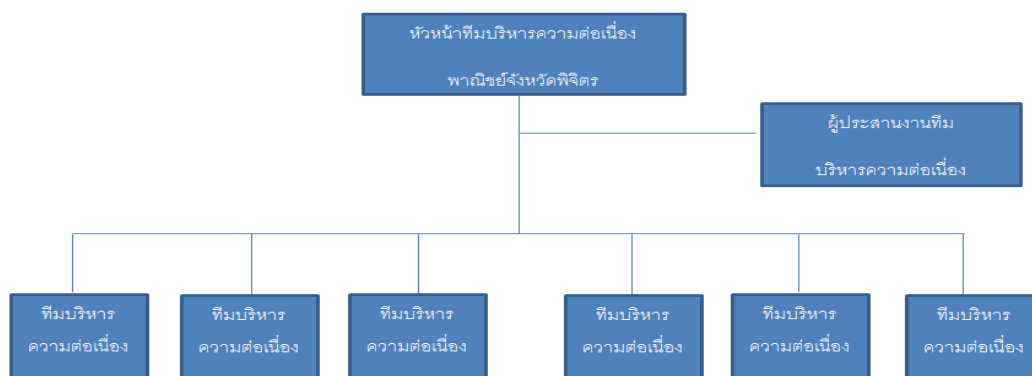 หัวหน้าทีมบริหารความต่อเนื่อง
พาณิชย์จังหวัดพิจิตร
ผู้ประสานงานทีม
บริหารความต่อเนื่อง
ทีมบริหาร
ความต่อเนื่อง
ทีมบริหาร
ความต่อเนื่อง
ทีมบริหาร
ความต่อเนื่อง
ทีมบริหาร
ความต่อเนื่อง
ทีมบริหาร
ความต่อเนื่อง
ทีมบริหาร
ความต่อเนื่อง